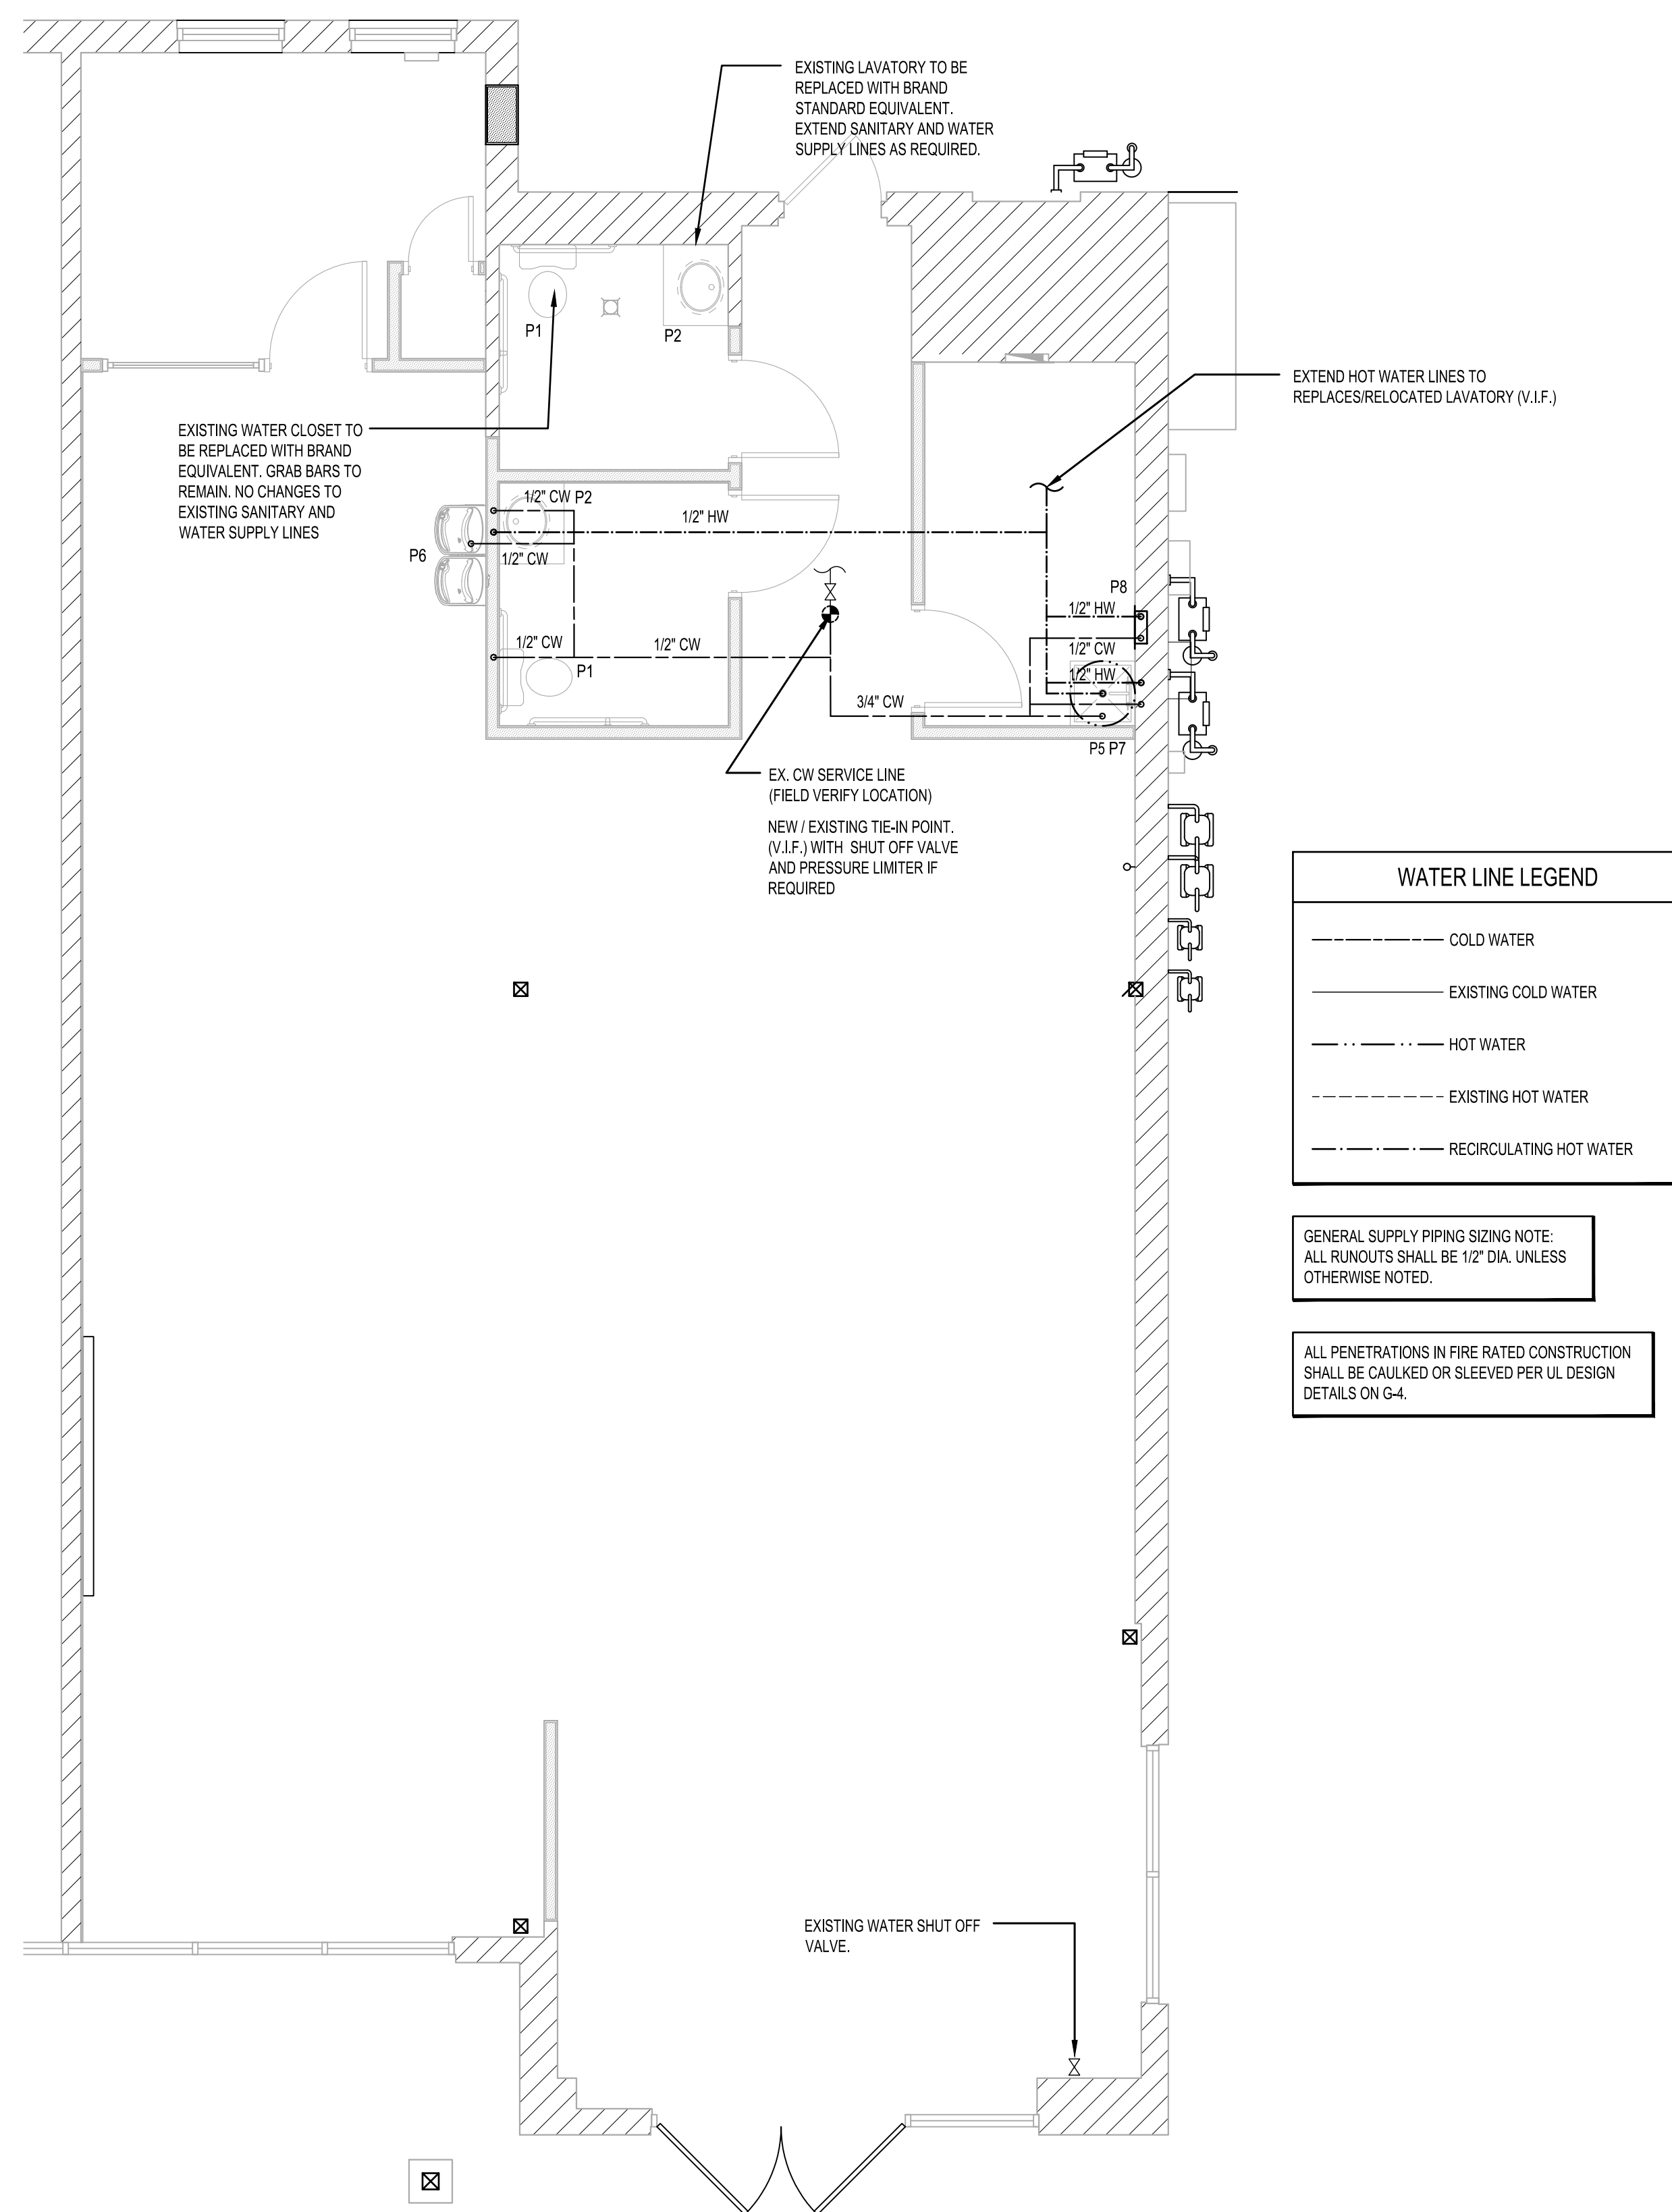 EXISTING LAVATORY TO BE
REPLACED WITH BRAND
STANDARD EQUIVALENT.
EXTEND SANITARY AND WATER
SUPPLY LINES AS REQUIRED.
P1
P2
EXTEND HOT WATER LINES TO
REPLACES/RELOCATED LAVATORY (V.I.F.)
EXISTING WATER CLOSET TO
BE REPLACED WITH BRAND
EQUIVALENT. GRAB BARS TO
REMAIN. NO CHANGES TO
EXISTING SANITARY AND
WATER SUPPLY LINES
1/2" CW P2
1/2" HW
P6
1/2" CW
P8
1/2" HW
1/2" CW
1/2" CW
1/2" CW
P1
1/2" HW
3/4" CW
P5 P7
EX. CW SERVICE LINE
(FIELD VERIFY LOCATION)
NEW / EXISTING TIE-IN POINT.
(V.I.F.) WITH SHUT OFF VALVE
AND PRESSURE LIMITER IF
REQUIRED
WATER LINE LEGEND
COLD WATER
EXISTING COLD WATER
HOT WATER
EXISTING HOT WATER
RECIRCULATING HOT WATER
GENERAL SUPPLY PIPING SIZING NOTE:
ALL RUNOUTS SHALL BE 1/2" DIA. UNLESS
OTHERWISE NOTED.
ALL PENETRATIONS IN FIRE RATED CONSTRUCTION
SHALL BE CAULKED OR SLEEVED PER UL DESIGN
DETAILS ON G-4.
EXISTING WATER SHUT OFF
VALVE.